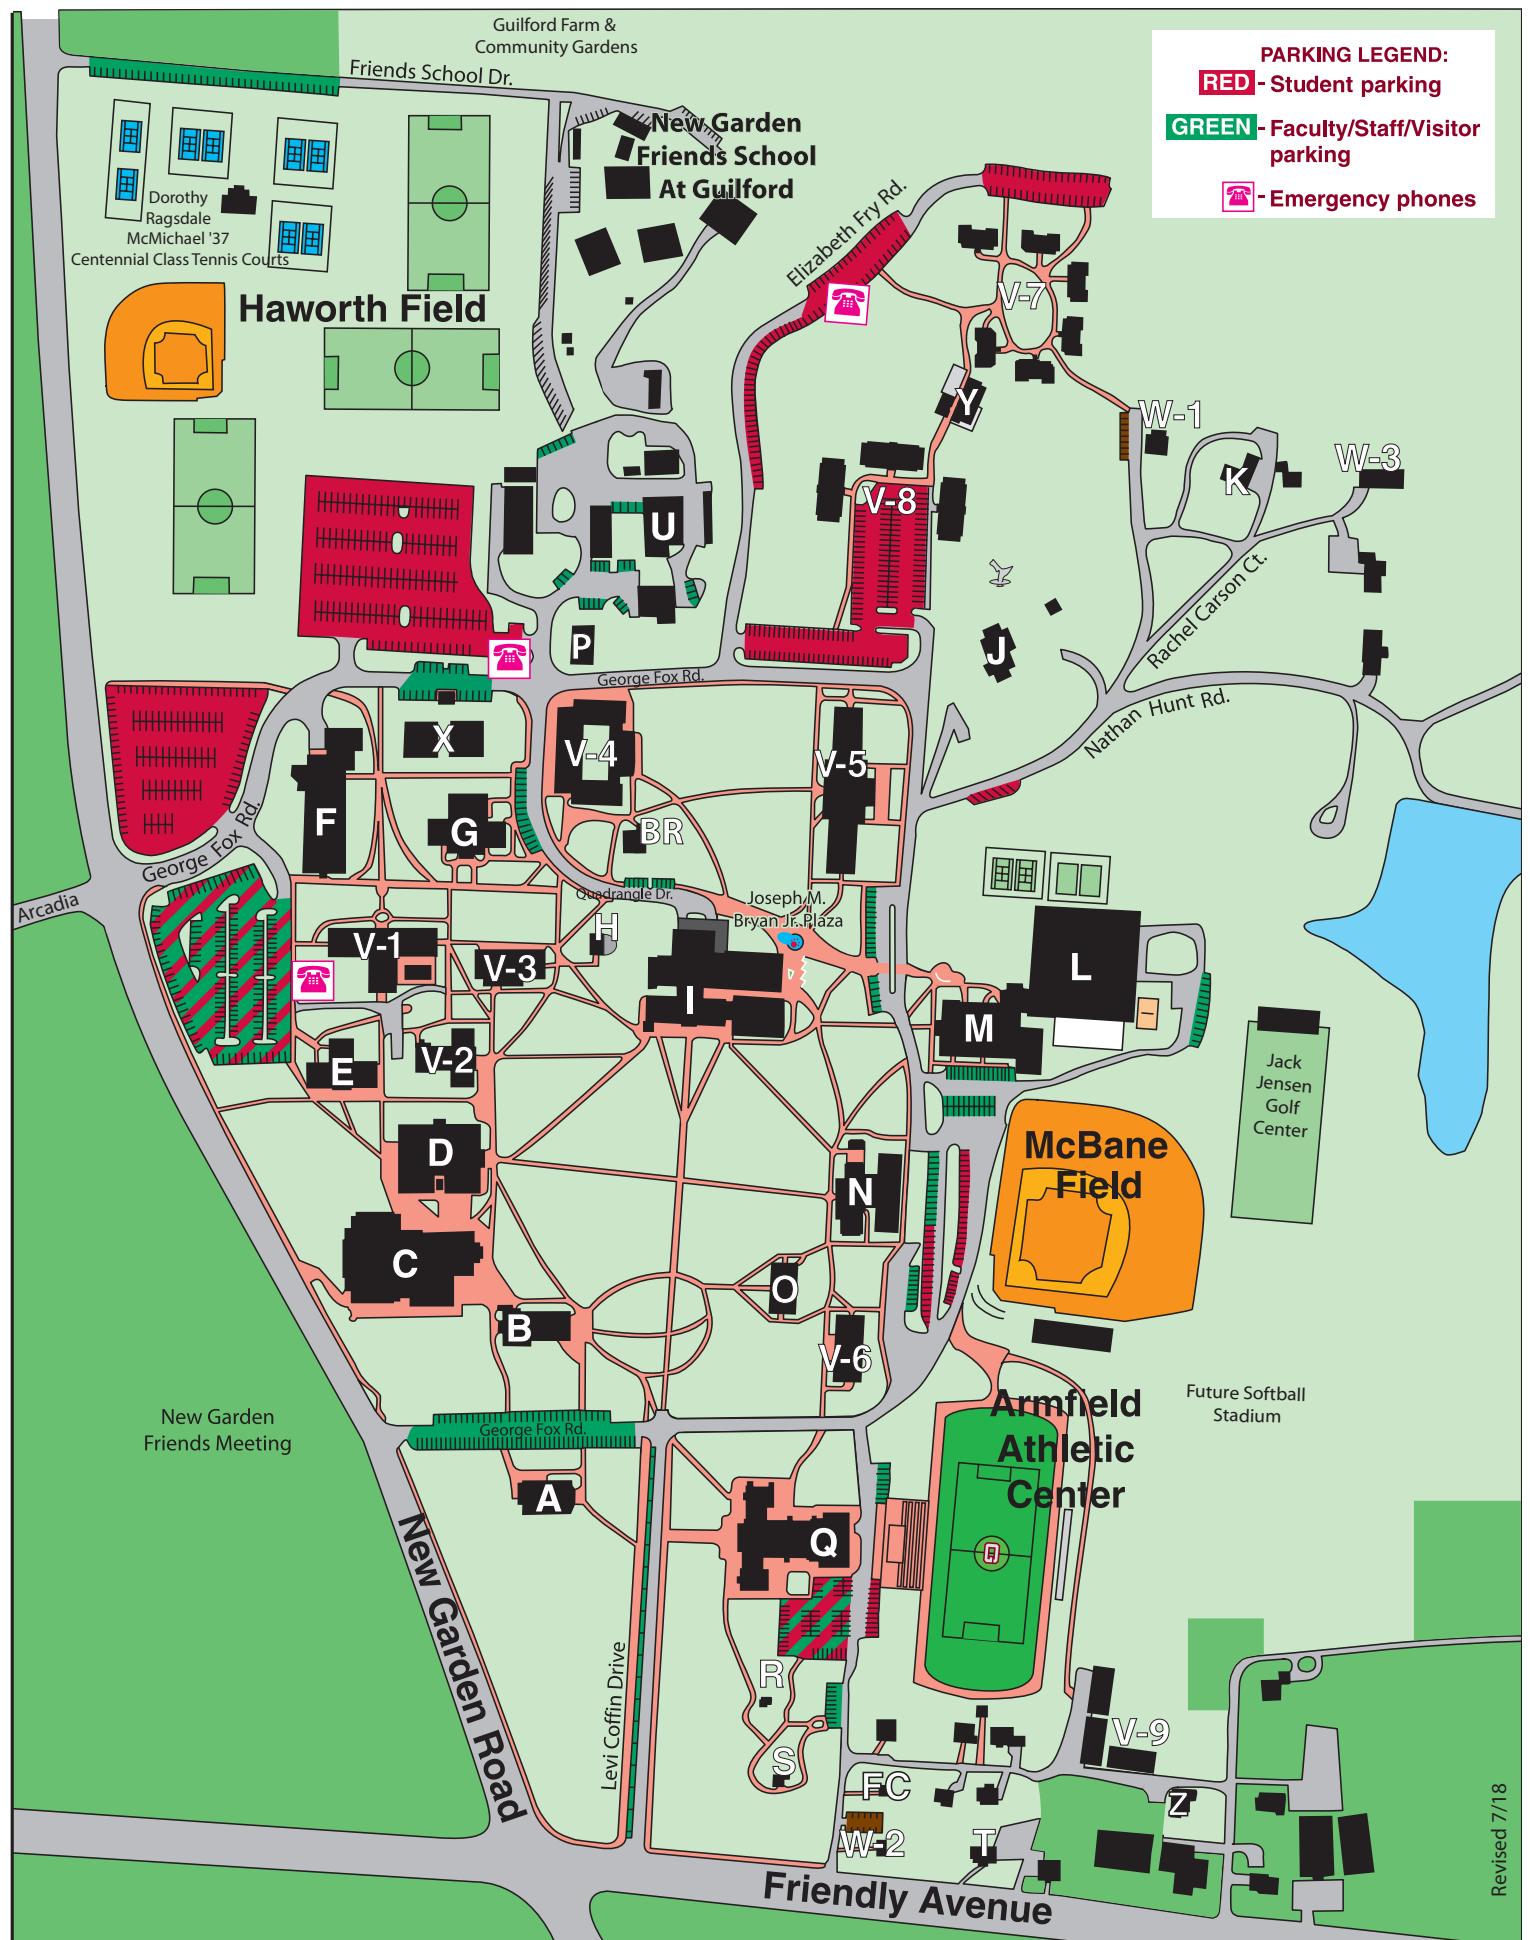 Guilford Farm &
Community Gardens
Friends School Dr.
PARKING LEGEND:
RED - Student parking
GREEN - Faculty/Staff/Visitor
parking
- Emergency phones
New Garden
Friends School
At Guilford
Dorothy
Ragsdale
McMichael '37
Centennial Class Tennis Courts
Elizabeth Fry Rd.
Haworth Field
V-7
Y
W-1
W-3
K
V-8
U
Rachel Carson Ct.
P
J
George Fox Rd.
Nathan Hunt Rd.
X
V-4
V-5
F
G
BR
George Fox Rd.
Quadrangle Dr.
Joseph M.
Bryan Jr. Plaza
Arcadia
H
V-1
V-3
L
I
M
V-2
E
Jack
Jensen
Golf
Center
D
McBane
Field
N
C
O
B
V-6
Armfield
Athletic
Center
Future Softball
Stadium
New Garden
Friends Meeting
George Fox Rd.
A
Q
New Garden Road
Levi Coffin Drive
R
S
V-9
FC
Z
W-2
T
Friendly Avenue
Revised 7/18